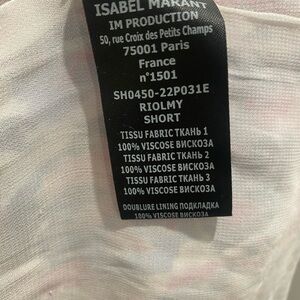 ISABEL MARANT
IM PRODUCTION
50, rue Croix des Petits Champs
75001 Paris
France
n°1501
SH0450-22P031E
RIOLMY
SHORT
TISSU FABRIC ТКАНЬ 1
100% VISCOSE ВИСКОЗА
TISSU FABRIC ТКАНЬ 2
100% VISCOSE ВИСКОЗА
TISSU FABRIC ТКАНЬ 3
100% VISCOSE ВИСКОЗА
DOUBLURE LINING ПОДКЛАДКА
100% VISCOSE ВИСКОЗА